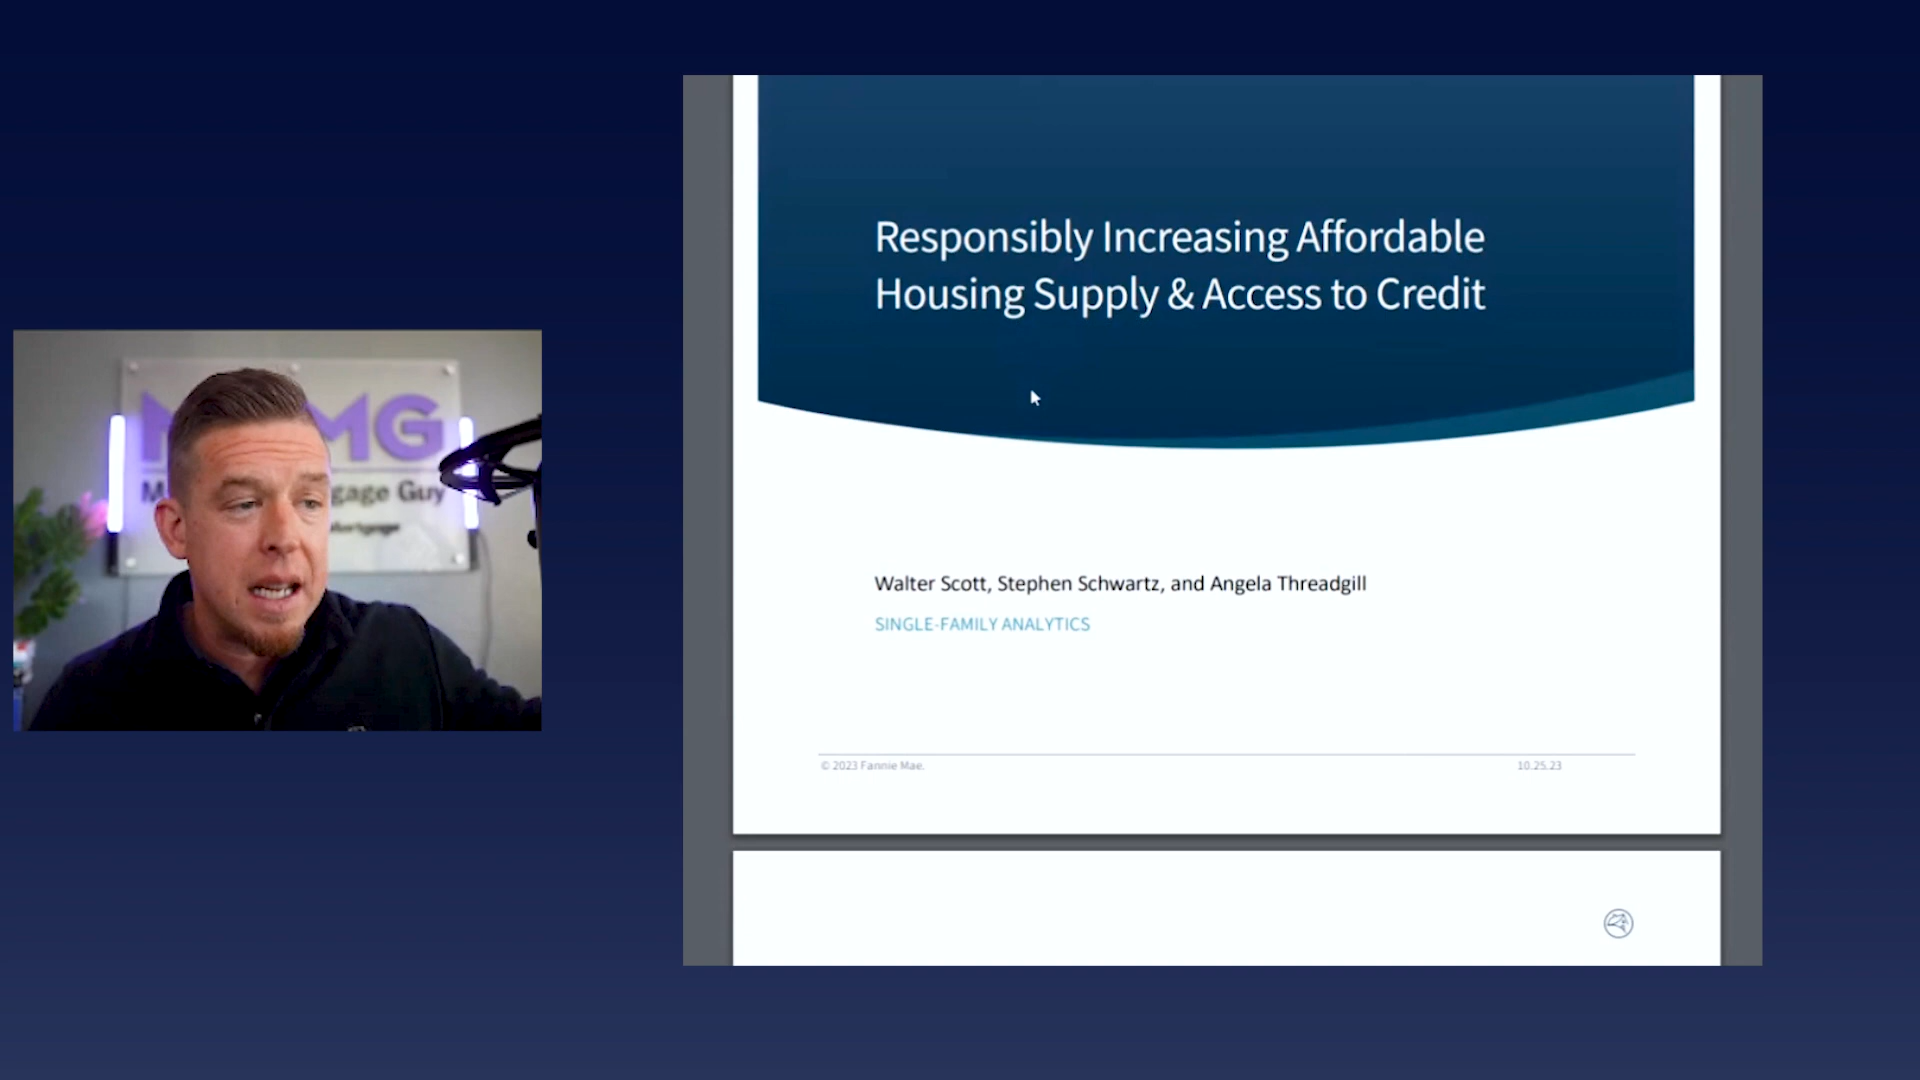 Responsibly Increasing Affordable
Housing Supply & Access to Credit
Walter Scott, Stephen Schwartz, and Angela Threadgill
SINGLE-FAMILY ANALYTICS
© 2023 Fannie Mae.
10.25.23
MG
Guy